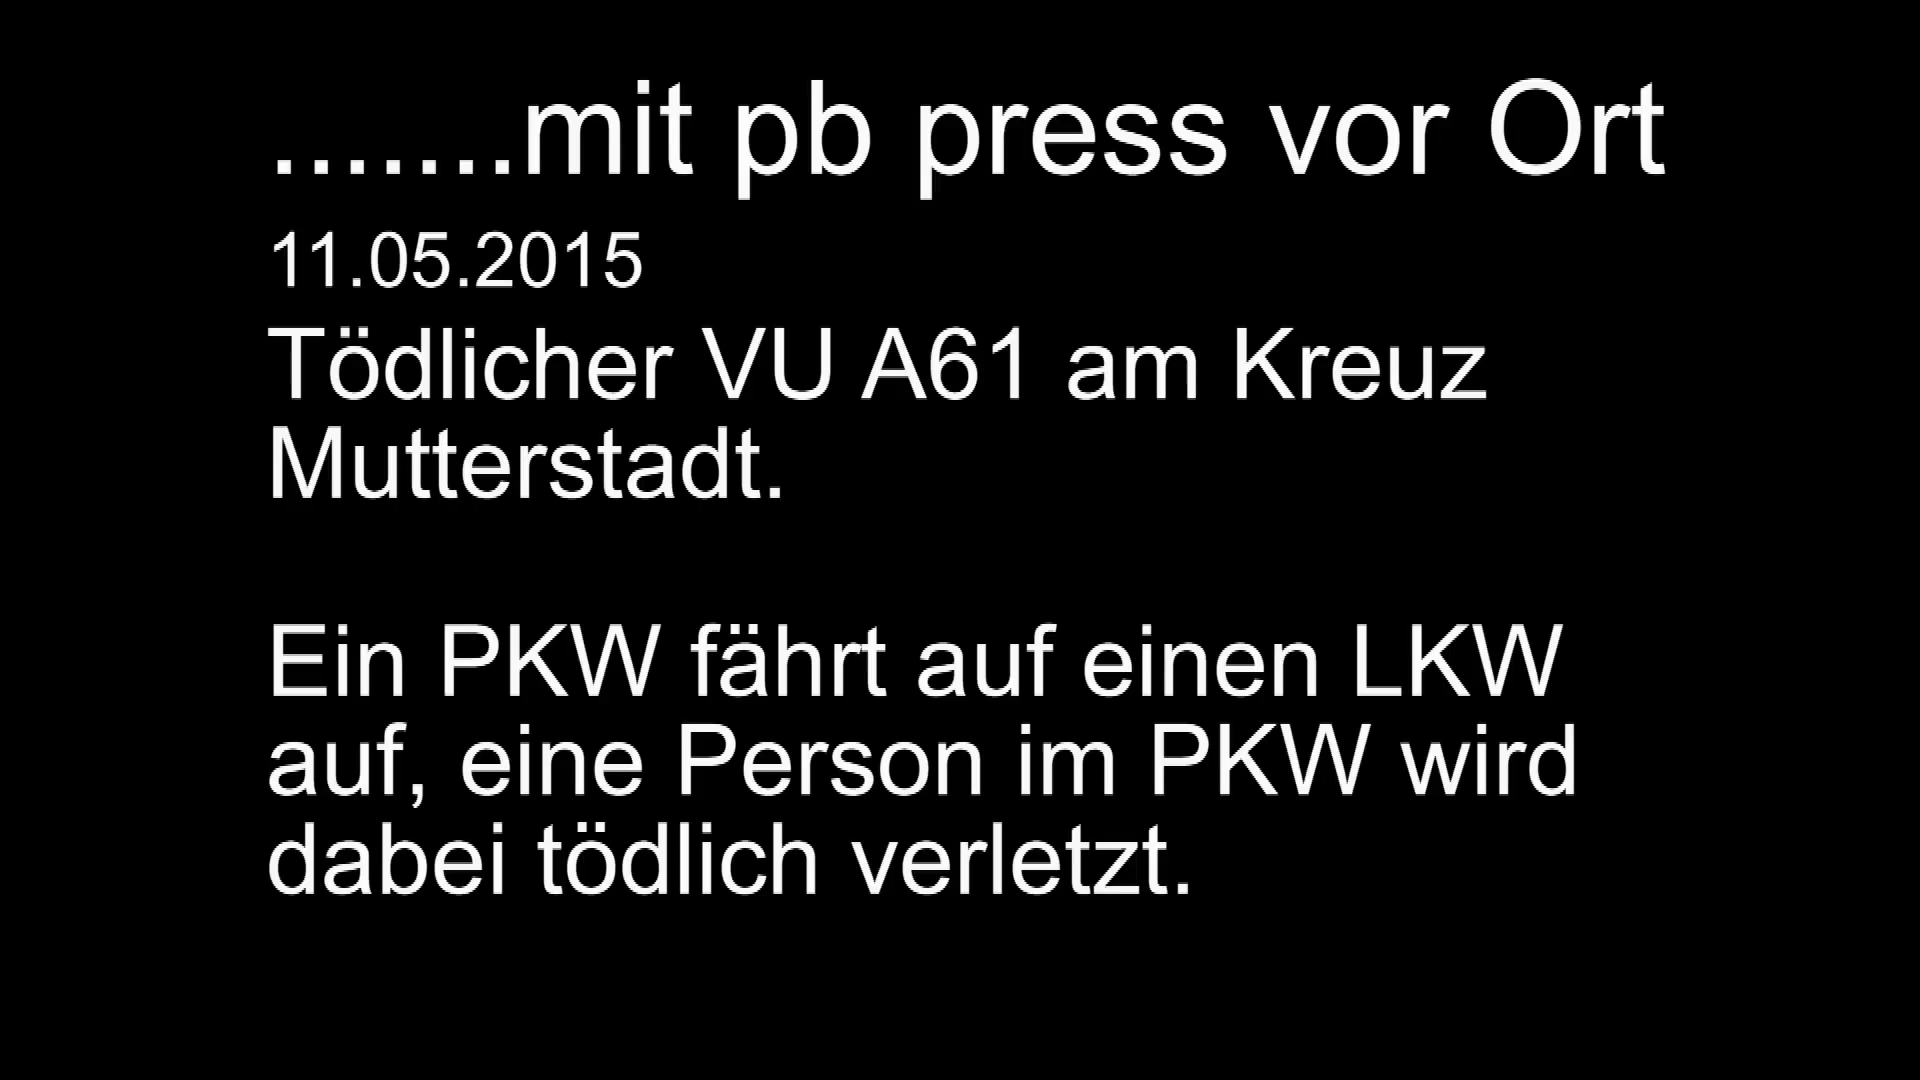 .......mit pb press vor Ort
11.05.2015
Tödlicher VU A61 am Kreuz
Mutterstadt.
Ein PKW fährt auf einen LKW
auf, eine Person im PKW wird
dabei tödlich verletzt.